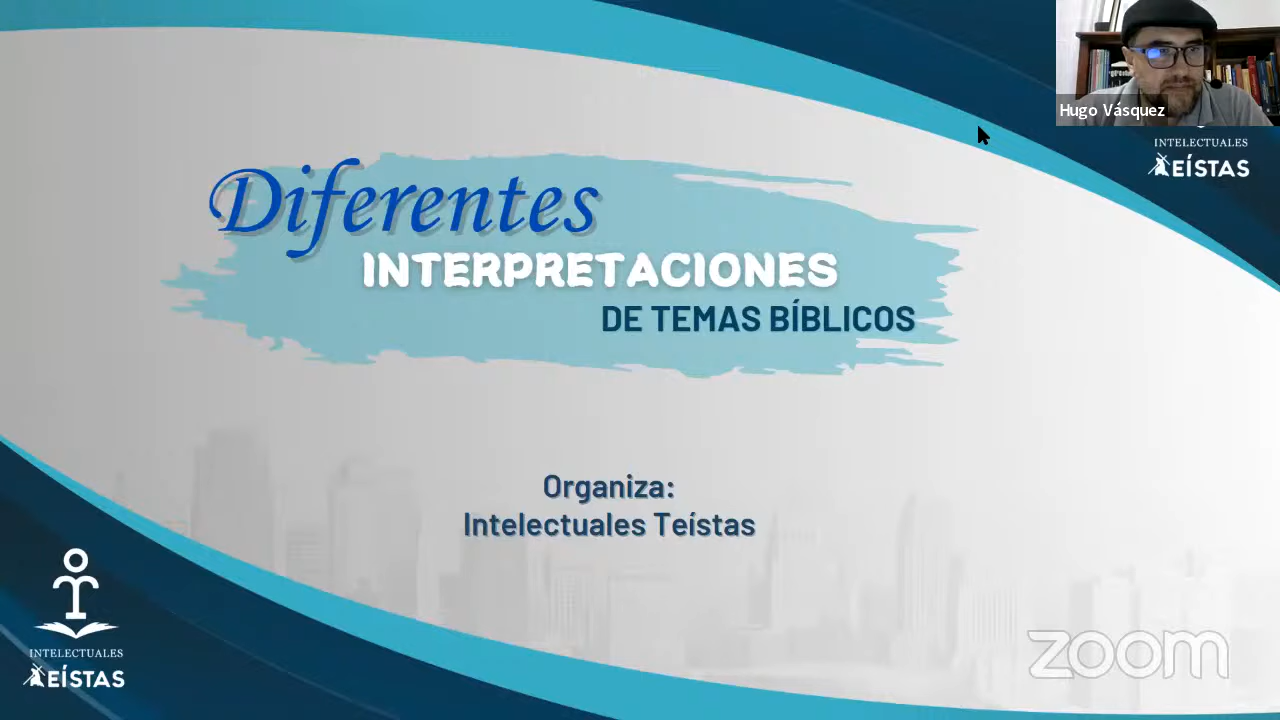 Hugo Vásquez
INTELECTUALES
TEÍSTAS
Diferentes
INTERPRETACIONES
DE TEMAS BÍBLICOS
Organiza:
Intelectuales Teístas
INTELECTUALES
TEÍSTAS
zoom